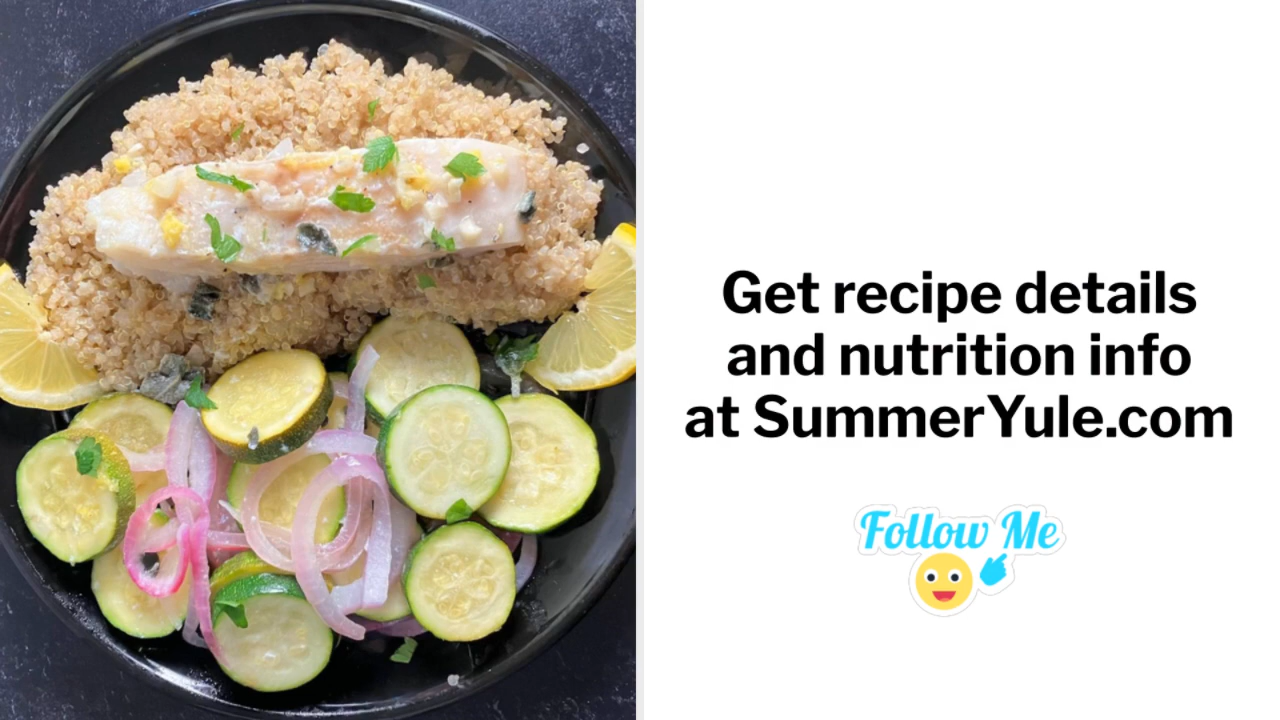 Get recipe details
and nutrition info
at SummerYule.com
Follow Me